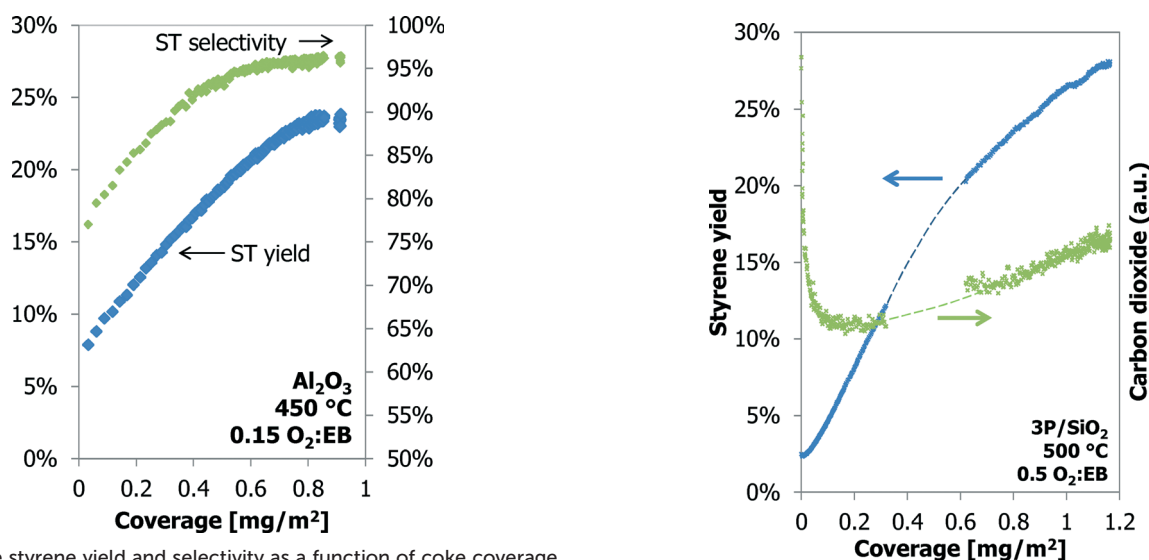 30%
25%
20%
15%
10%
5%
0%
100%
95%
90%
85%
80%
75%
70%
65%
60%
55%
50%
ST selectivity
ST yield
Al₂O₃
450 °C
0.15 O₂:EB
0 0.2 0.4 0.6 0.8 1
Coverage [mg/m²]
styrene yield and selectivity as a function of coke coverage
Styrene yield
30%
25%
20%
15%
10%
5%
0%
Carbon dioxide (a.u.)
3P/SiO₂
500 °C
0.5 O₂:EB
0 0.2 0.4 0.6 0.8 1 1.2
Coverage [mg/m²]